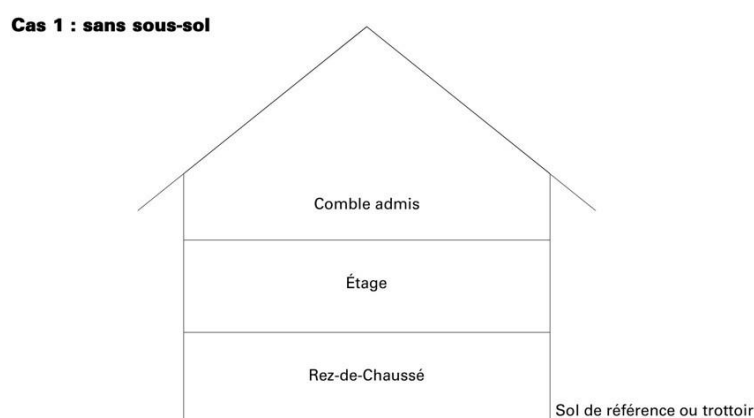 Cas 1 : sans sous-sol
Comble admis
Étage
Rez-de-Chaussé
Sol de référence ou trottoir